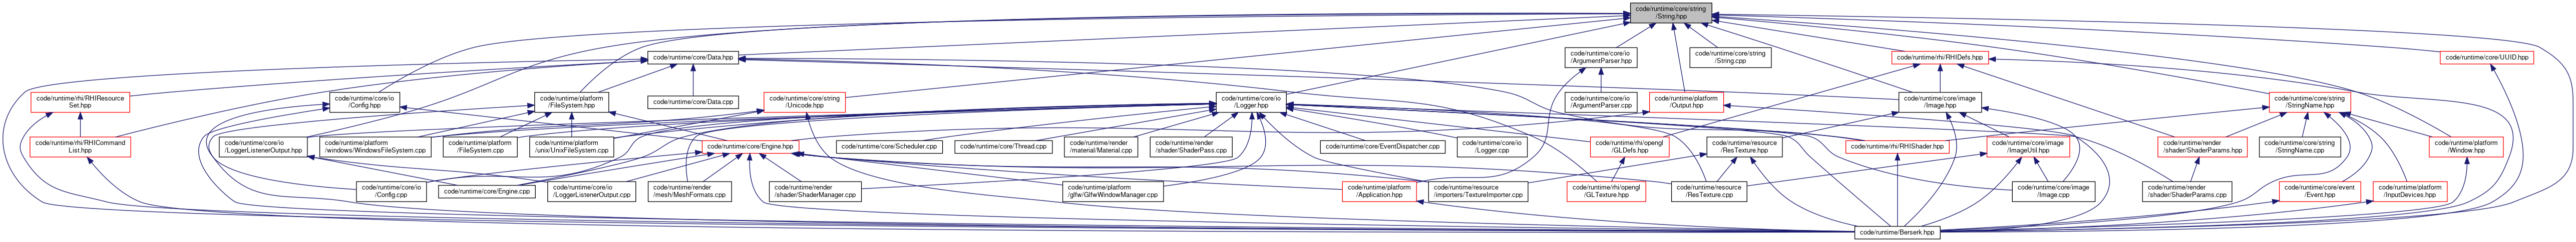 code/runtime/core/string
/String.hpp
code/runtime/core/Data.hpp
code/runtime/core/io
/ArgumentParser.hpp
code/runtime/core/string
/String.cpp
code/runtime/rhi/RHIDefs.hpp
code/runtime/core/UUID.hpp
code/runtime/rhi/RHIResource
Set.hpp
code/runtime/core/io
/Config.hpp
code/runtime/platform
/FileSystem.hpp
code/runtime/core/Data.cpp
code/runtime/core/string
/Unicode.hpp
code/runtime/core/io
/Logger.hpp
code/runtime/core/io
/ArgumentParser.cpp
code/runtime/platform
/Output.hpp
code/runtime/core/image
/Image.hpp
code/runtime/core/string
/StringName.hpp
code/runtime/rhi/RHICommand
List.hpp
code/runtime/core/io
/LoggerListenerOutput.hpp
code/runtime/platform
/windows/WindowsFileSystem.cpp
code/runtime/platform
/FileSystem.cpp
code/runtime/platform
/unix/UnixFileSystem.cpp
code/runtime/core/Engine.hpp
code/runtime/core/Scheduler.cpp
code/runtime/core/Thread.cpp
code/runtime/render
/material/Material.cpp
code/runtime/render
/shader/ShaderPass.cpp
code/runtime/core/EventDispatcher.cpp
code/runtime/core/io
/Logger.cpp
code/runtime/rhi/opengl
/GLDefs.hpp
code/runtime/resource
/ResTexture.hpp
code/runtime/rhi/RHIShader.hpp
code/runtime/core/image
/ImageUtil.hpp
code/runtime/render
/shader/ShaderParams.hpp
code/runtime/core/string
/StringName.cpp
code/runtime/platform
/Window.hpp
code/runtime/core/io
/Config.cpp
code/runtime/core/Engine.cpp
code/runtime/core/io
/LoggerListenerOutput.cpp
code/runtime/render
/mesh/MeshFormats.cpp
code/runtime/render
/shader/ShaderManager.cpp
code/runtime/platform
/glfw/GlfwWindowManager.cpp
code/runtime/platform
/Application.hpp
code/runtime/resource
/importers/TextureImporter.cpp
code/runtime/rhi/opengl
/GLTexture.hpp
code/runtime/resource
/ResTexture.cpp
code/runtime/core/image
/Image.cpp
code/runtime/render
/shader/ShaderParams.cpp
code/runtime/core/event
/Event.hpp
code/runtime/platform
/InputDevices.hpp
code/runtime/Berserk.hpp